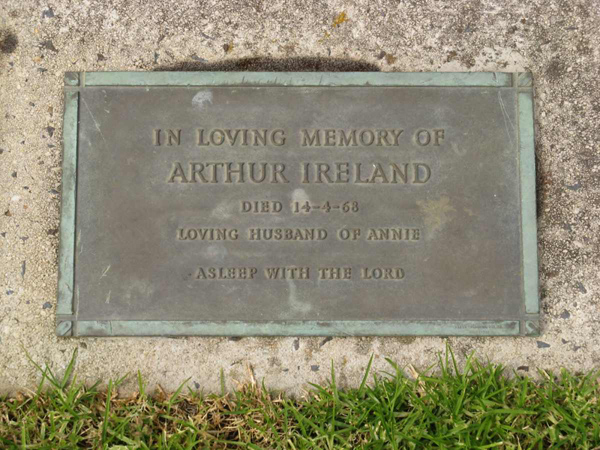 IN LOVING MEMORY OF
ARTHUR IRELAND
DIED 14-4-68
LOVING HUSBAND OF ANNIE
ASLEEP WITH THE LORD